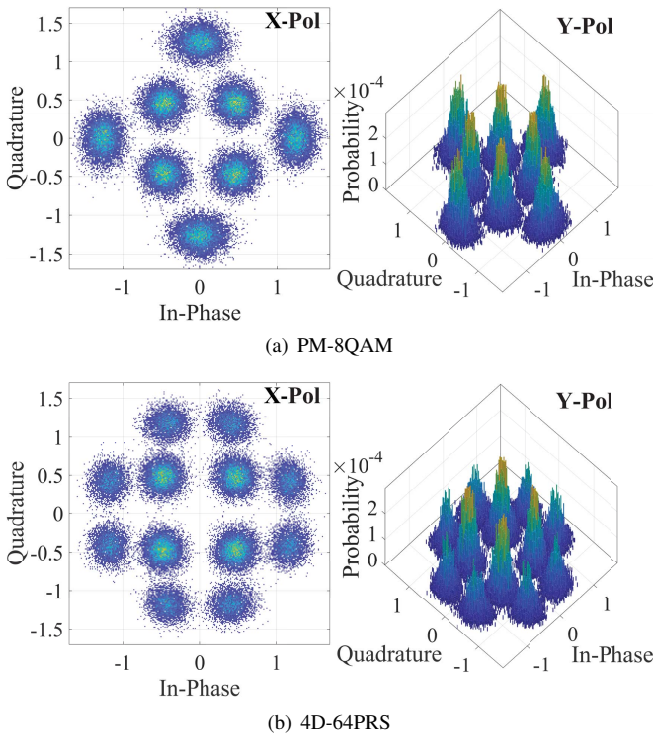 X-Pol
1.5
1
0.5
0
-0.5
-1
-1.5
Quadrature
-1 0 1
In-Phase
Y-Pol
×10-4
2
1
0
Probability
1
0
-1
Quadrature
1
0
-1
In-Phase
(a) PM-8QAM
X-Pol
1.5
1
0.5
0
-0.5
-1
-1.5
Quadrature
-1 0 1
In-Phase
Y-Pol
×10-4
2
1
0
Probability
1
0
-1
Quadrature
1
0
-1
In-Phase
(b) 4D-64PRS